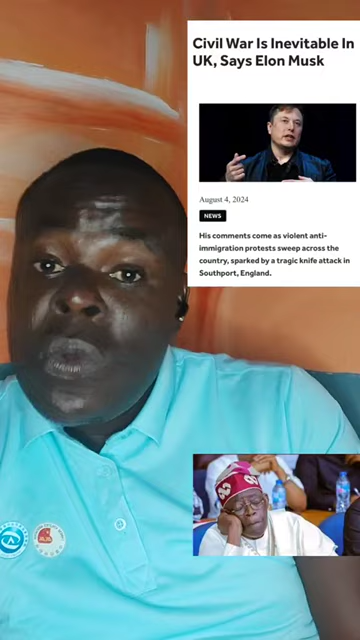 Civil War Is Inevitable In
UK, Says Elon Musk
August 4, 2024
NEWS
His comments come as violent anti-
immigration protests sweep across the
country, sparked by a tragic knife attack in
Southport, England.